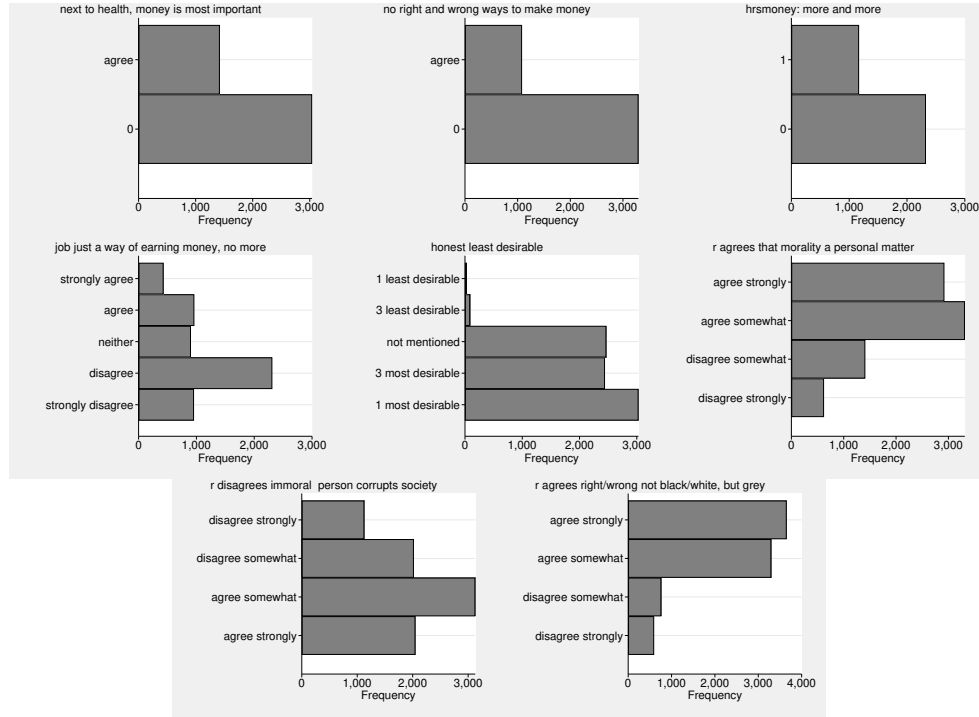 next to health, money is most important
agree
0
0 1,000 2,000 3,000
Frequency
no right and wrong ways to make money
agree
0
0 1,000 2,000 3,000
Frequency
hrsmoney: more and more
1
0
0 1,000 2,000 3,000
Frequency
job just a way of earning money, no more
strongly agree
agree
neither
disagree
strongly disagree
0 1,000 2,000 3,000
Frequency
honest least desirable
1 least desirable
3 least desirable
not mentioned
3 most desirable
1 most desirable
0 1,000 2,000 3,000
Frequency
r agrees that morality a personal matter
agree strongly
agree somewhat
disagree somewhat
disagree strongly
0 1,000 2,000 3,000
Frequency
r disagrees immoral person corrupts society
disagree strongly
disagree somewhat
agree somewhat
agree strongly
0 1,000 2,000 3,000
Frequency
r agrees right/wrong not black/white, but grey
agree strongly
agree somewhat
disagree somewhat
disagree strongly
0 1,000 2,000 3,000 4,000
Frequency